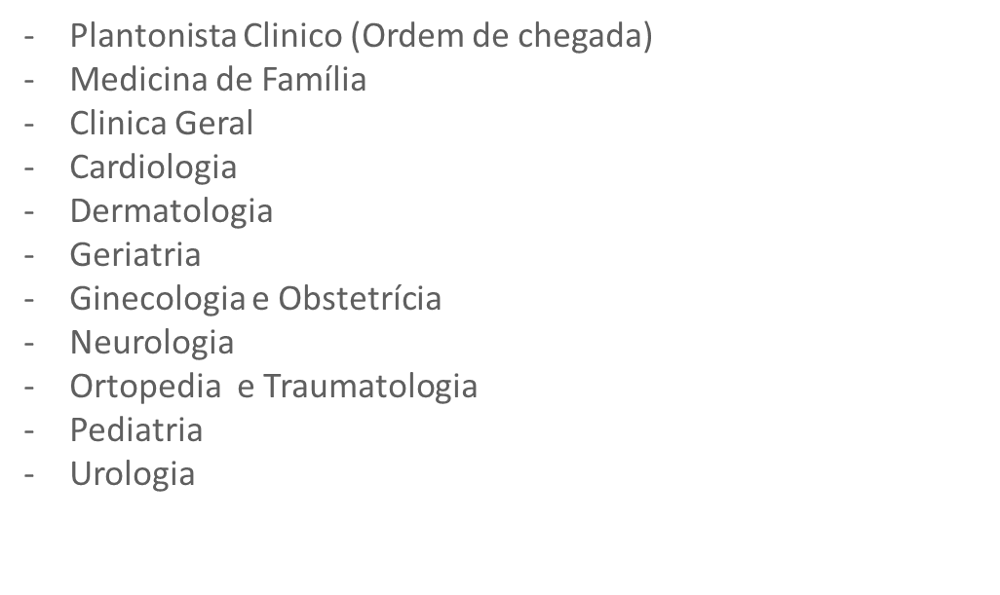 - Plantonista Clinico (Ordem de chegada)
- Medicina de Família
- Clinica Geral
- Cardiologia
- Dermatologia
- Geriatria
- Ginecologia e Obstetrícia
- Neurologia
- Ortopedia e Traumatologia
- Pediatria
- Urologia